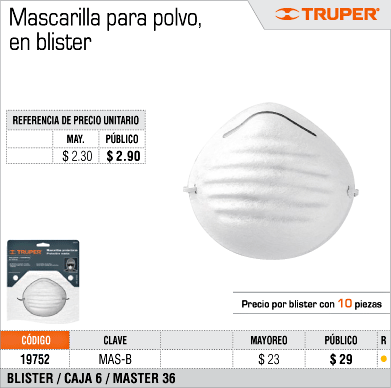 Mascarilla para polvo,
en blister
TRUPER®
REFERENCIA DE PRECIO UNITARIO
MAY. PÚBLICO
$ 2.30 $ 2.90
TRUPER
Precio por blister con 10 piezas
CÓDIGO CLAVE MAYOREO PÚBLICO R
19752 MAS-B $ 23 $ 29
BLISTER / CAJA 6 / MASTER 36